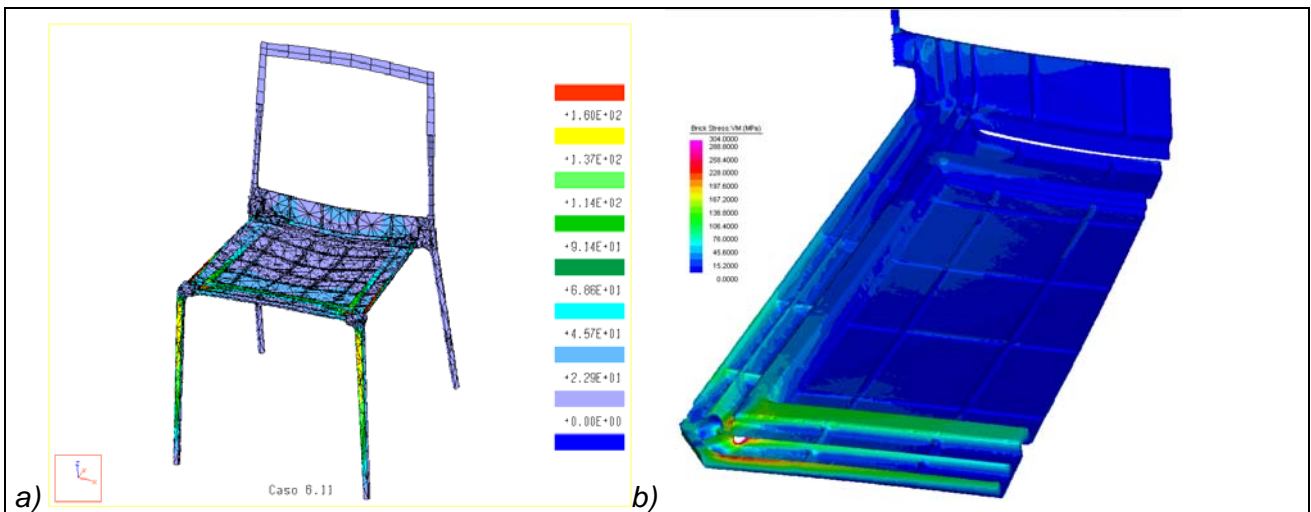 +1.60E+02
+1.37E+02
+1.14E+02
+9.14E+01
+6.86E+01
+4.57E+01
+2.29E+01
+0.00E+00
Caso 6.11
a)
Brick Stress:VM (MPa)
304.0000
288.8000
258.4000
228.0000
197.6000
167.2000
136.8000
106.4000
76.0000
45.6000
15.2000
0.0000
b)